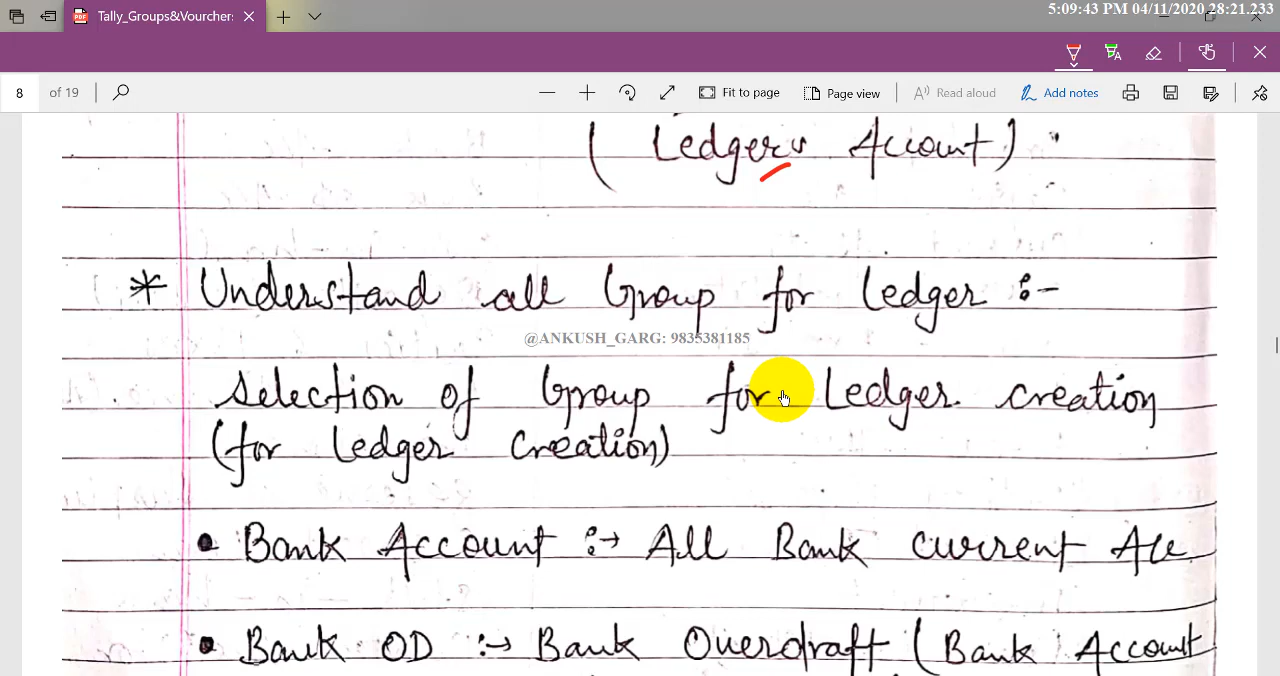 Tally_Groups&Vourcher:
5:09:43 PM 04/11/2020 28:21.233
8 of 19
Fit to page
Page view
Read aloud
Add notes
( Ledgers Account)
* Understand all Group for Ledger :-
@ANKUSH_GARG: 9835381185
Selection of Group for Ledger creation
(for Ledger Creation)
• Bank Account :→ All Bank current Acc
• Bank OD :→ Bank Overdraft (Bank Account